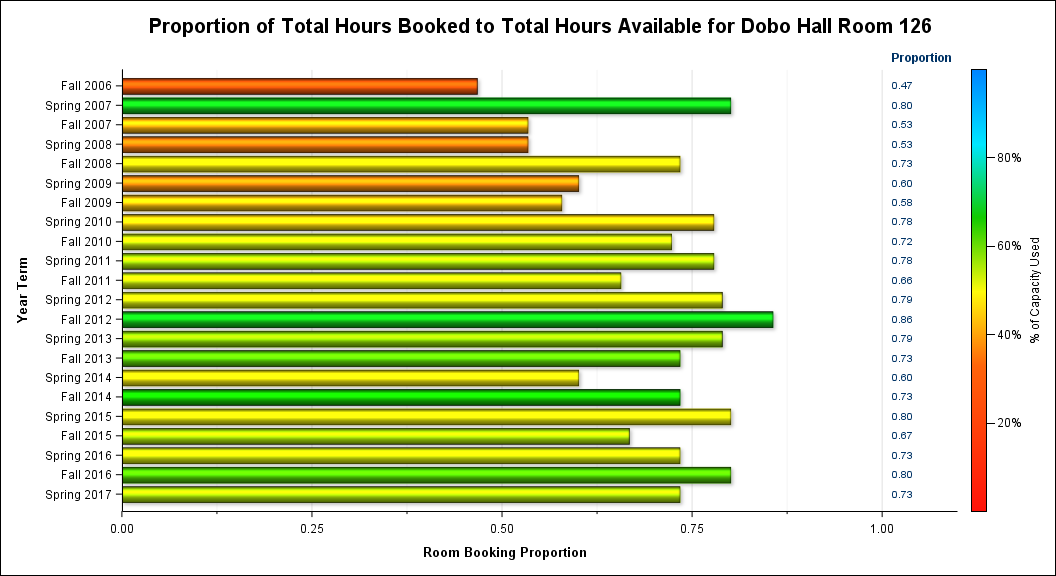 Proportion of Total Hours Booked to Total Hours Available for Dobo Hall Room 126
Proportion
Fall 2006 0.47
Spring 2007 0.80
Fall 2007 0.53
Spring 2008 0.53
Fall 2008 0.73
Spring 2009 0.60
Fall 2009 0.58
Spring 2010 0.78
Fall 2010 0.72
Spring 2011 0.78
Fall 2011 0.66
Spring 2012 0.79
Fall 2012 0.86
Spring 2013 0.79
Fall 2013 0.73
Spring 2014 0.60
Fall 2014 0.73
Spring 2015 0.80
Fall 2015 0.67
Spring 2016 0.73
Fall 2016 0.80
Spring 2017 0.73
Year Term
0.00 0.25 0.50 0.75 1.00
Room Booking Proportion
80%
60%
40%
20%
% of Capacity Used